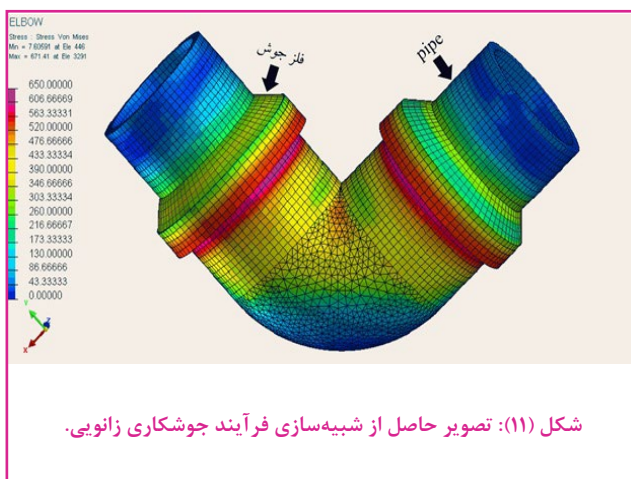 ELBOW
Stress : Stress Von Mises
Min = 7.60591 at Ele 446
Max = 671.41 at Ele 3291
فلز جوش
pipe
650.00000
606.66669
563.33331
520.00000
476.66666
433.33334
390.00000
346.66666
303.33334
260.00000
216.66667
173.33333
130.00000
86.66666
43.33333
0.00000
Y
Z
X
شکل (۱۱): تصویر حاصل از شبیه‌سازی فرآیند جوشکاری زانویی.